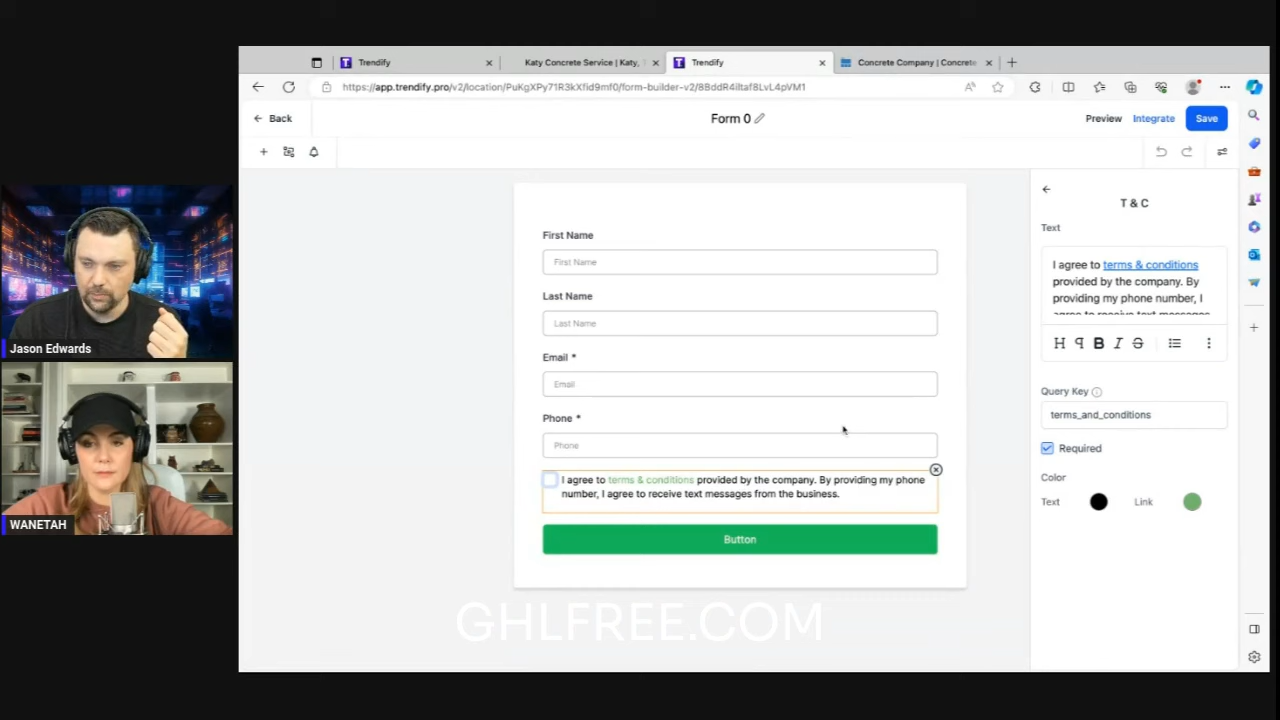 Trendify
Katy Concrete Service | Katy,
Trendify
Concrete Company | Concrete
https://app.trendify.pro/v2/location/PuKgXPy71R3kXfid9mf0/form-builder-v2/8BddR4iltaf8LvL4pVM1
Back
Form 0
Preview
Integrate
Save
T & C
Text
I agree to terms & conditions
provided by the company. By
providing my phone number, I
agree to receive text messages
H
B
I
S
Query Key
terms_and_conditions
Required
Color
Text
Link
First Name
First Name
Last Name
Last Name
Email *
Email
Phone *
Phone
I agree to terms & conditions provided by the company. By providing my phone
number, I agree to receive text messages from the business.
Button
Jason Edwards
WANETAH
GHLFREE.COM